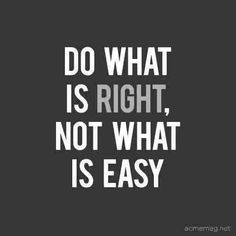 DO WHAT
IS RIGHT,
NOT WHAT
IS EASY
acmemag.net